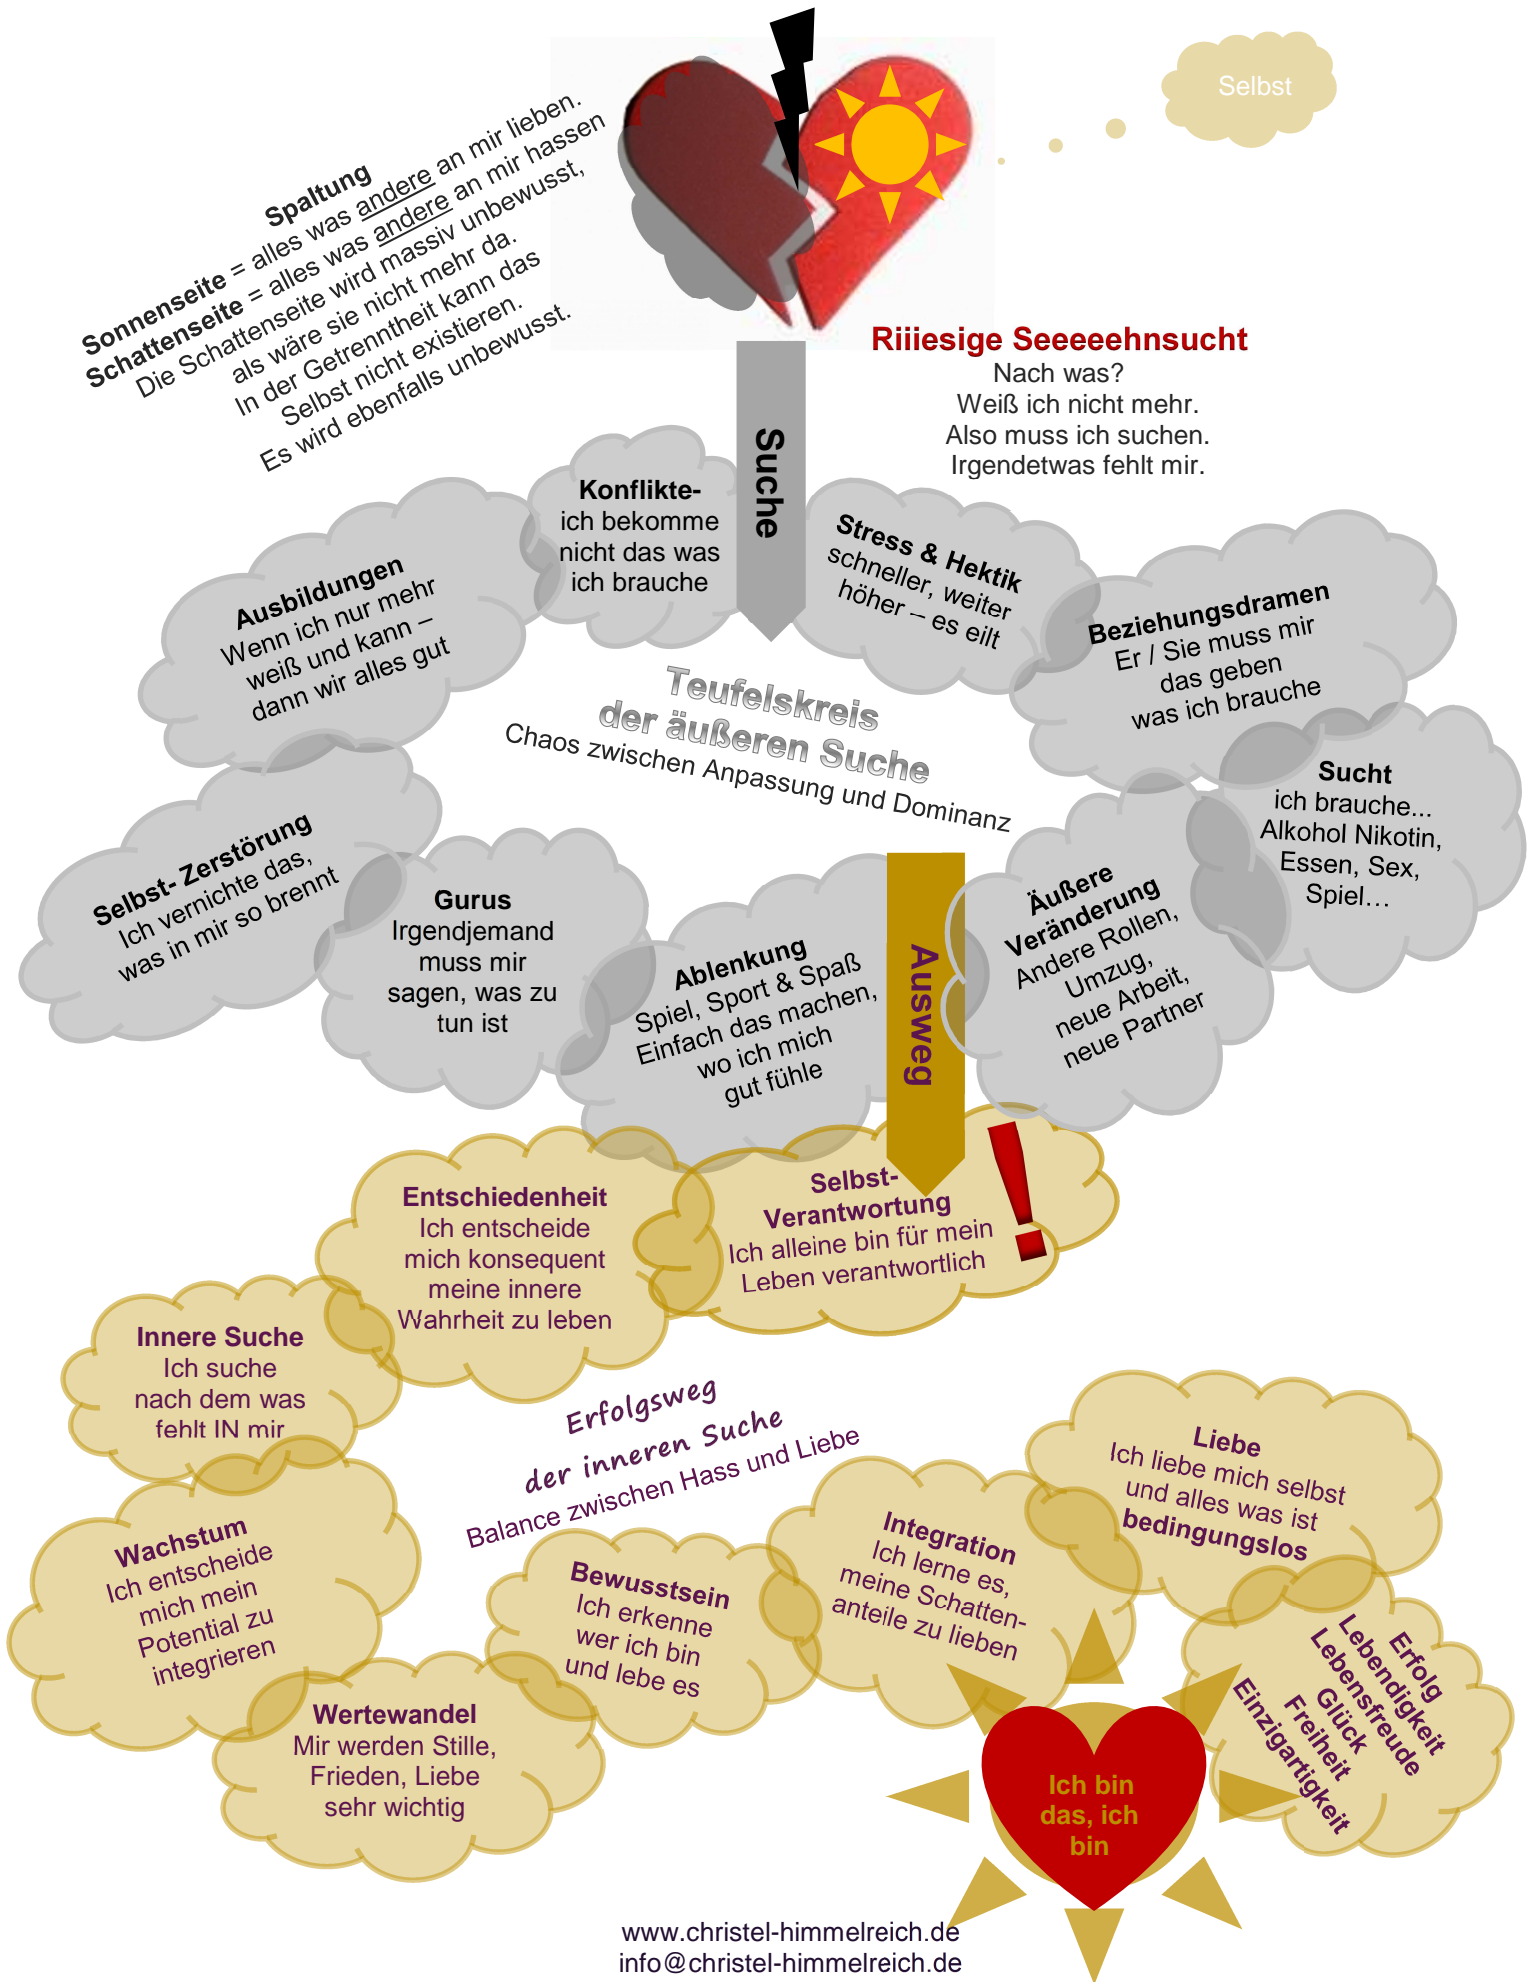 Selbst
Spaltung
Sonnenseite = alles was andere an mir lieben.
Schattenseite = alles was andere an mir hassen
Die Schattenseite wird massiv unbewusst,
als wäre sie nicht mehr da.
In der Getrenntheit kann das
Selbst nicht existieren.
Es wird ebenfalls unbewusst.
Riiiesige Seeeeehnsucht
Nach was?
Weiß ich nicht mehr.
Also muss ich suchen.
Irgendetwas fehlt mir.
Suche
Konflikte-
ich bekomme
nicht das was
ich brauche
Stress & Hektik
schneller, weiter
höher – es eilt
Ausbildungen
Wenn ich nur mehr
weiß und kann –
dann wir alles gut
Beziehungsdramen
Er / Sie muss mir
das geben
was ich brauche
Teufelskreis
der äußeren Suche
Chaos zwischen Anpassung und Dominanz
Sucht
ich brauche...
Alkohol Nikotin,
Essen, Sex,
Spiel…
Selbst- Zerstörung
Ich vernichte das,
was in mir so brennt
Gurus
Irgendjemand
muss mir
sagen, was zu
tun ist
Ablenkung
Spiel, Sport & Spaß
Einfach das machen,
wo ich mich
gut fühle
Ausweg
Äußere
Veränderung
Andere Rollen,
Umzug,
neue Arbeit,
neue Partner
Selbst-
Verantwortung
Ich alleine bin für mein
Leben verantwortlich
!
Entschiedenheit
Ich entscheide
mich konsequent
meine innere
Wahrheit zu leben
Innere Suche
Ich suche
nach dem was
fehlt IN mir
Erfolgsweg
der inneren Suche
Balance zwischen Hass und Liebe
Wachstum
Ich entscheide
mich mein
Potential zu
integrieren
Wertewandel
Mir werden Stille,
Frieden, Liebe
sehr wichtig
Bewusstsein
Ich erkenne
wer ich bin
und lebe es
Integration
Ich lerne es,
meine Schatten-
anteile zu lieben
Liebe
Ich liebe mich selbst
und alles was ist
bedingungslos
Erfolg
Lebendigkeit
Lebensfreude
Glück
Freiheit
Einzigartigkeit
Ich bin
das, ich
bin
www.christel-himmelreich.de
info@christel-himmelreich.de